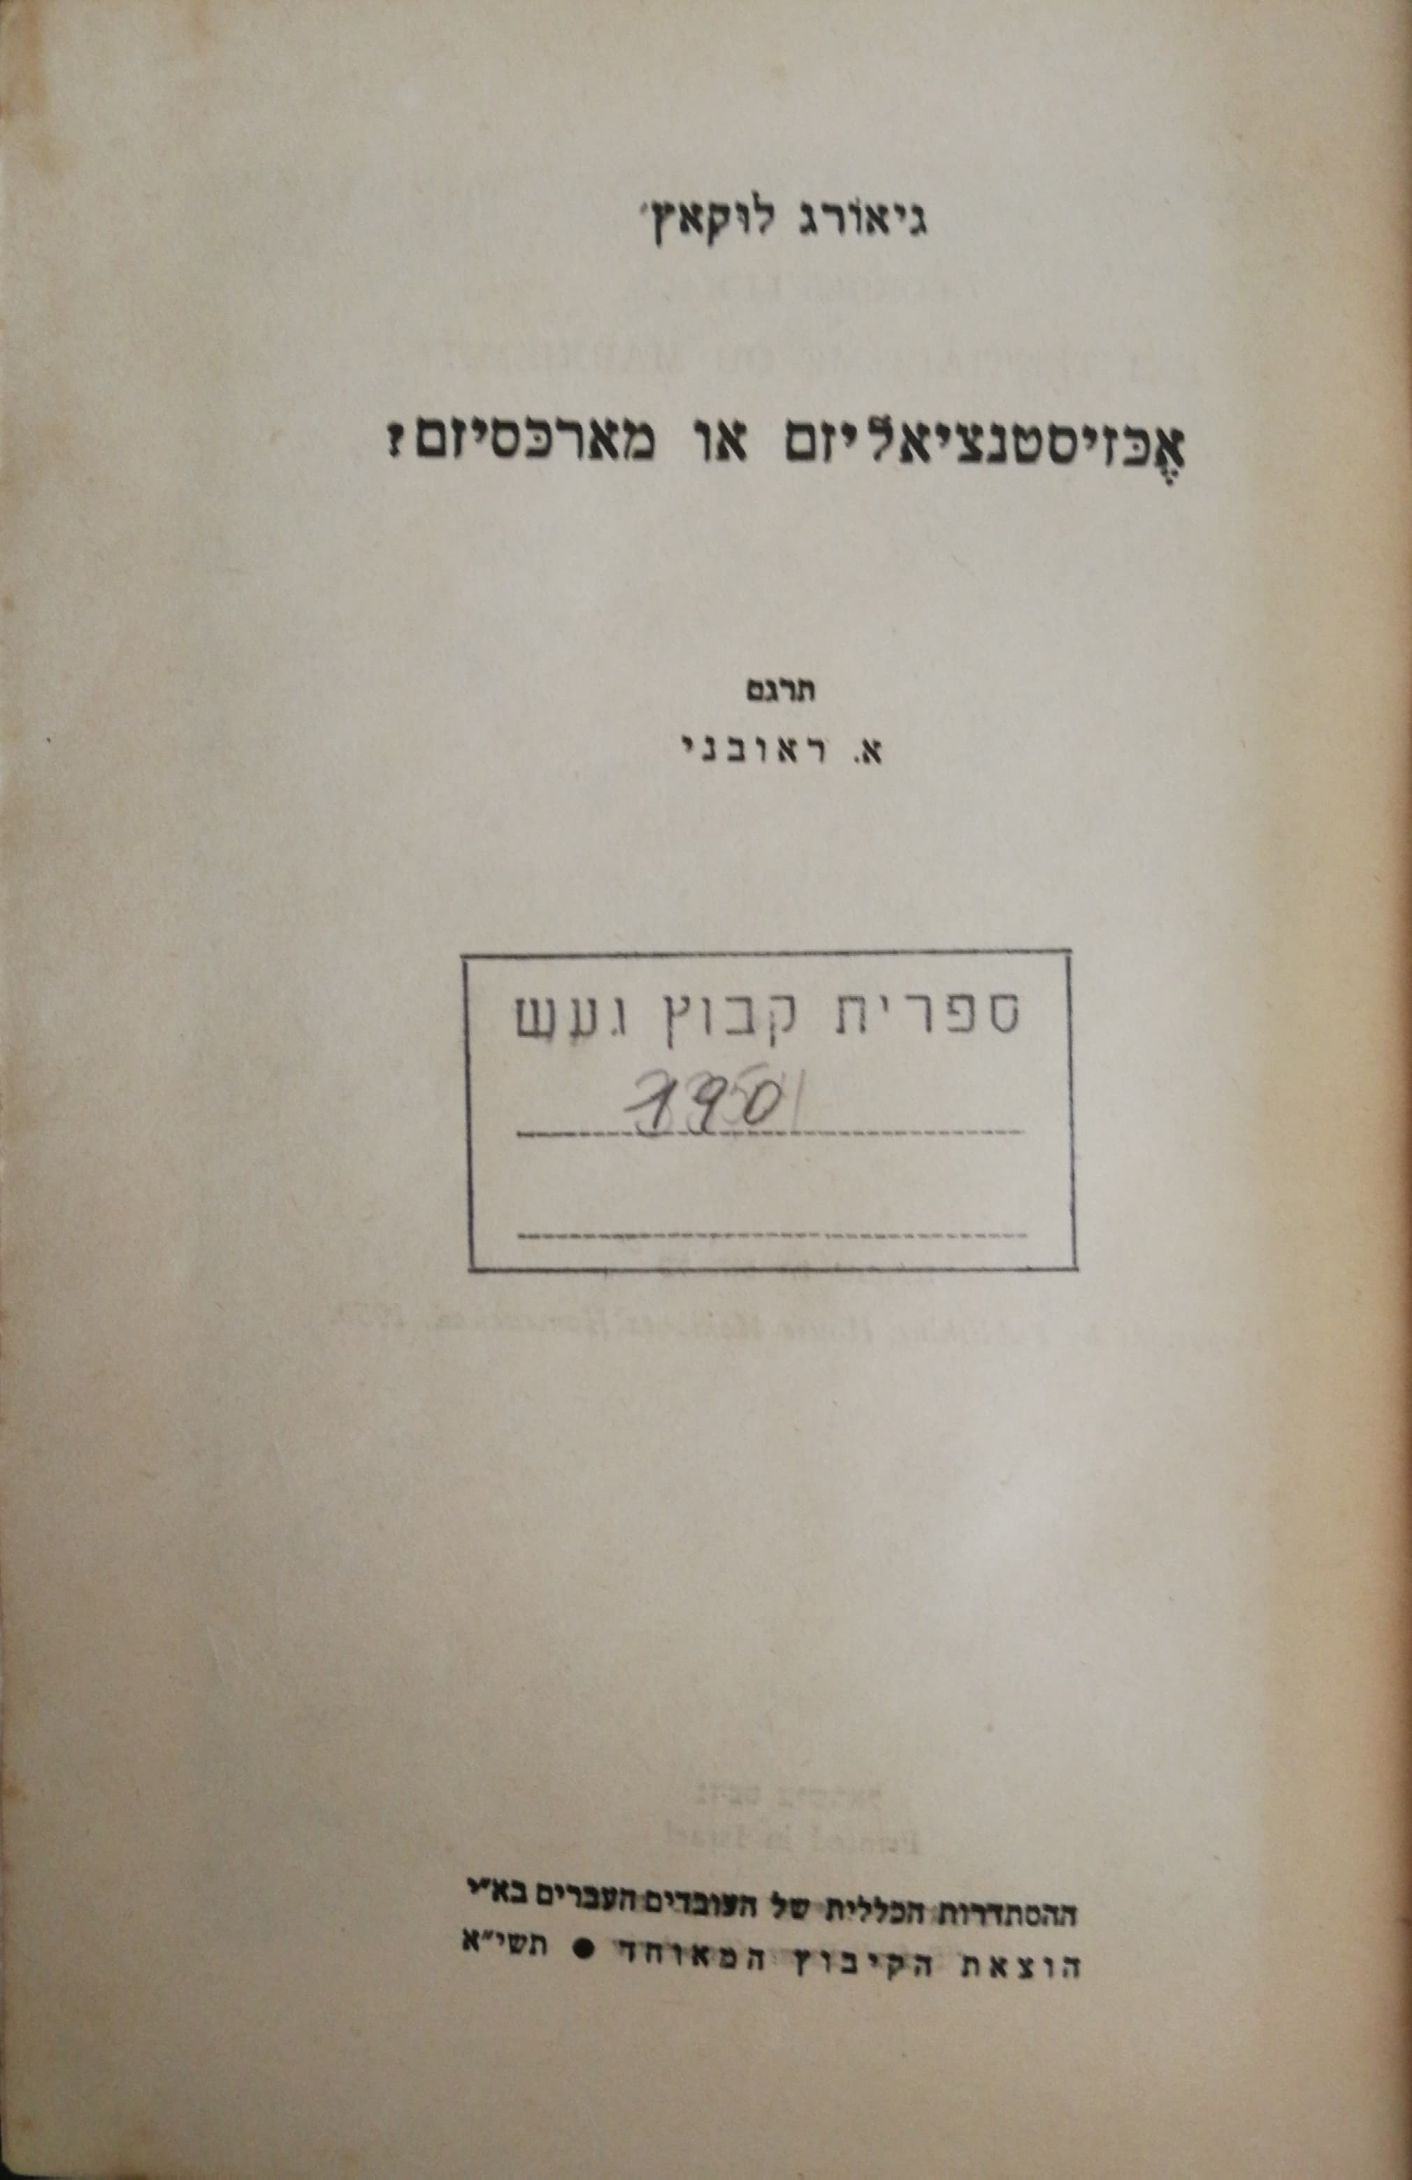 גיאורג לוקאץ׳
אֶכּזיסטנציאליזם או מארכּסיזם?
תרגם
א. ראובני
ספרית קבוץ געש
190
ההסתדרות הכללית של העובדים העברים בא״י
הוצאת הקיבוץ המאוחד ● תשי״א